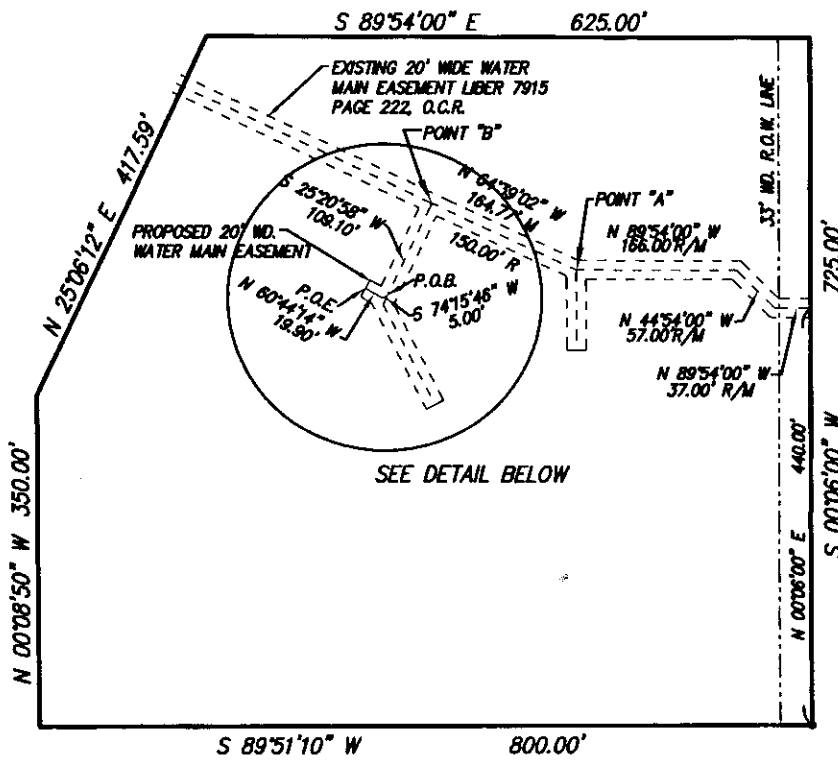 S 89°54'00" E 625.00'
EXISTING 20' WIDE WATER
MAIN EASEMENT LIBER 7915
PAGE 222, O.C.R.
POINT "B"
33' WD. R.O.W. LINE
N 25°06'12" E 417.59'
S 25°20'58" W
109.10'
N 64°39'02" W
164.77' M
150.00' R
POINT "A"
N 89°54'00" W
166.00' R/M
PROPOSED 20' WD.
WATER MAIN EASEMENT
P.O.E.
P.O.B.
N 60°44'14" W
19.90'
S 74°15'46" W
5.00'
N 44°54'00" W
57.00' R/M
N 89°54'00" W
37.00' R/M
725.00'
S 00°06'00" W
SEE DETAIL BELOW
440.00'
N 00°06'00" E
N 00°08'50" W 350.00'
S 89°51'10" W 800.00'